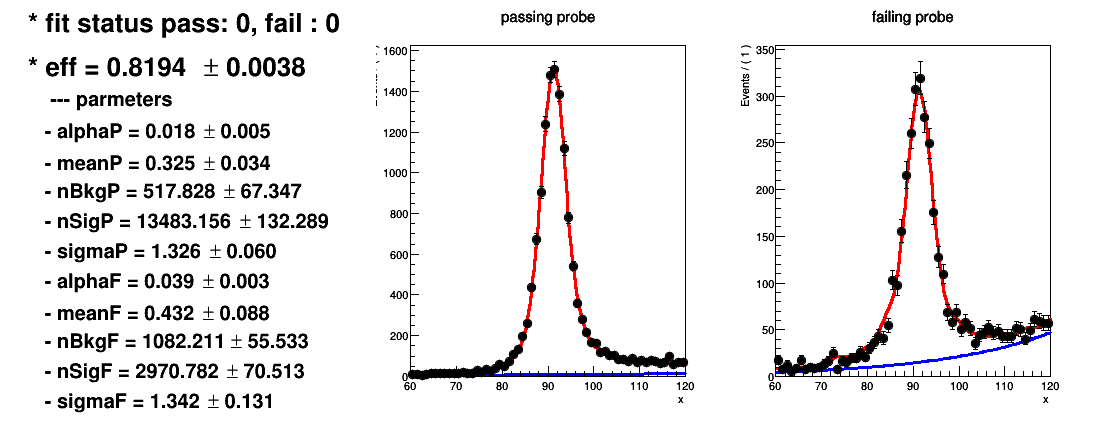 * fit status pass: 0, fail : 0
* eff = 0.8194 ± 0.0038
--- parmeters
- alphaP = 0.018 ± 0.005
- meanP = 0.325 ± 0.034
- nBkgP = 517.828 ± 67.347
- nSigP = 13483.156 ± 132.289
- sigmaP = 1.326 ± 0.060
- alphaF = 0.039 ± 0.003
- meanF = 0.432 ± 0.088
- nBkgF = 1082.211 ± 55.533
- nSigF = 2970.782 ± 70.513
- sigmaF = 1.342 ± 0.131
passing probe
1600
1400
1200
1000
800
600
400
200
0
60 70 80 90 100 110 120
x
failing probe
Events / ( 1 )
350
300
250
200
150
100
50
0
60 70 80 90 100 110 120
x